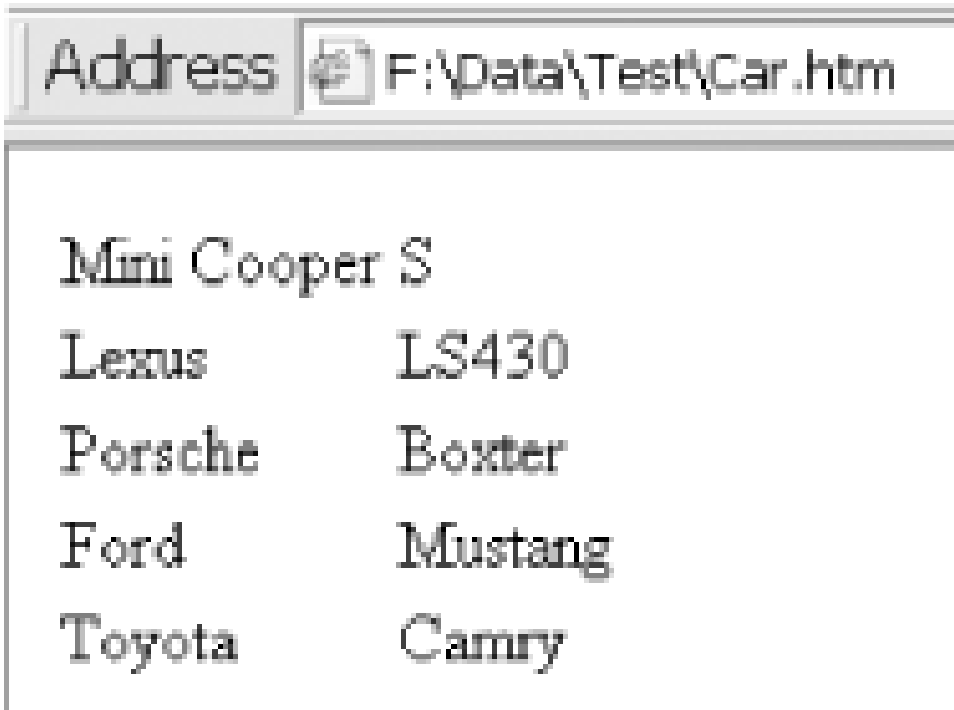 Address F:\Data\Test\Car.htm
Mini Cooper S
Lexus LS430
Porsche Boxter
Ford Mustang
Toyota Camry